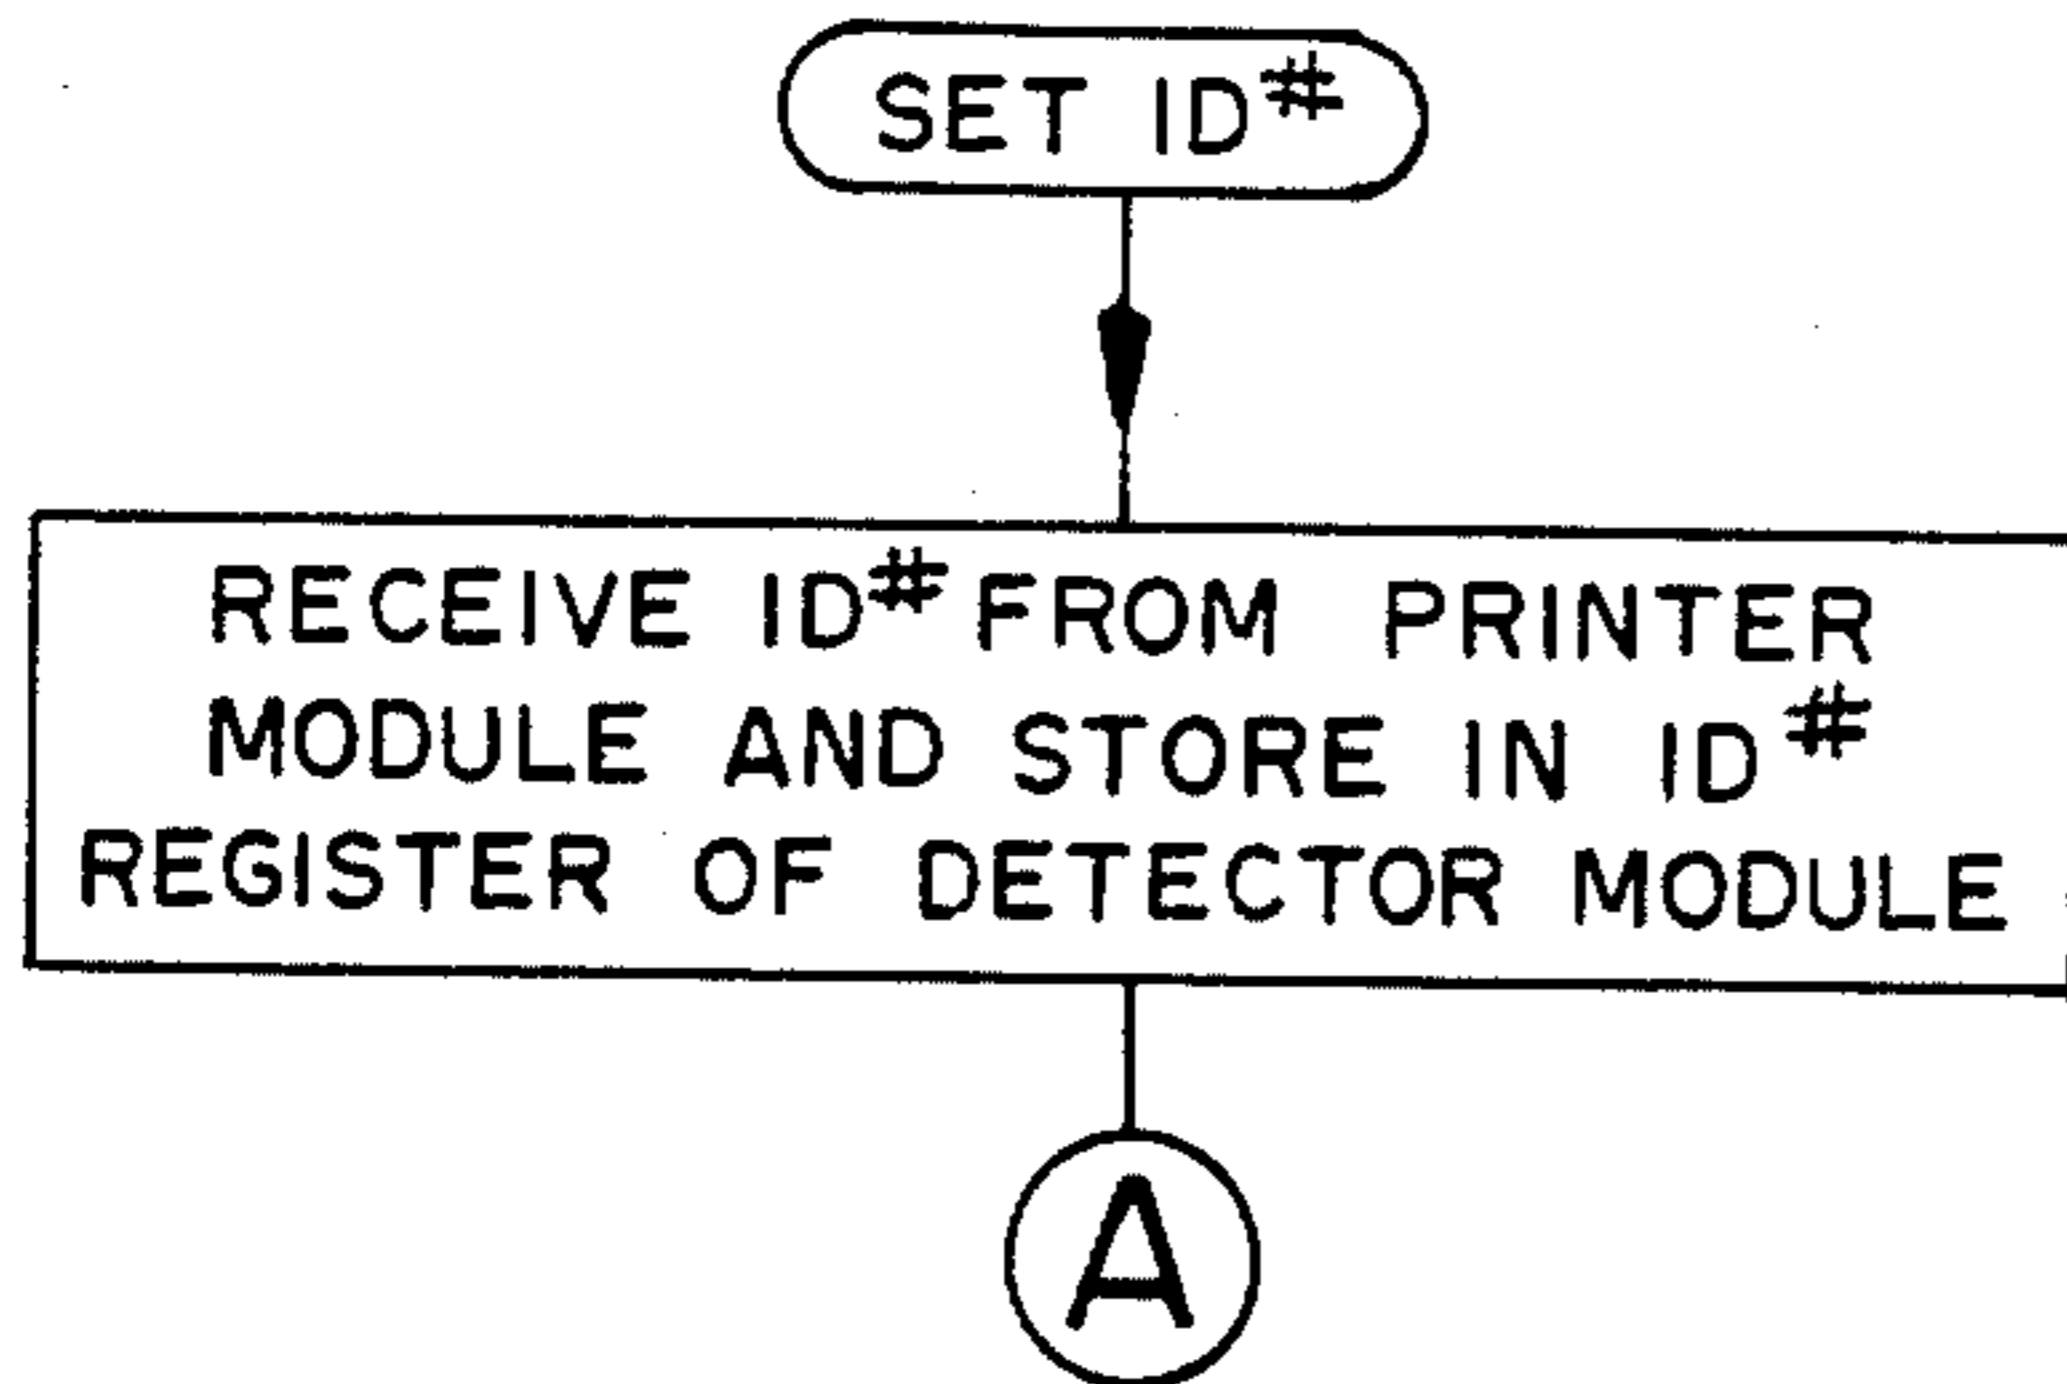 SET ID#
RECEIVE ID# FROM PRINTER
MODULE AND STORE IN ID#
REGISTER OF DETECTOR MODULE
A